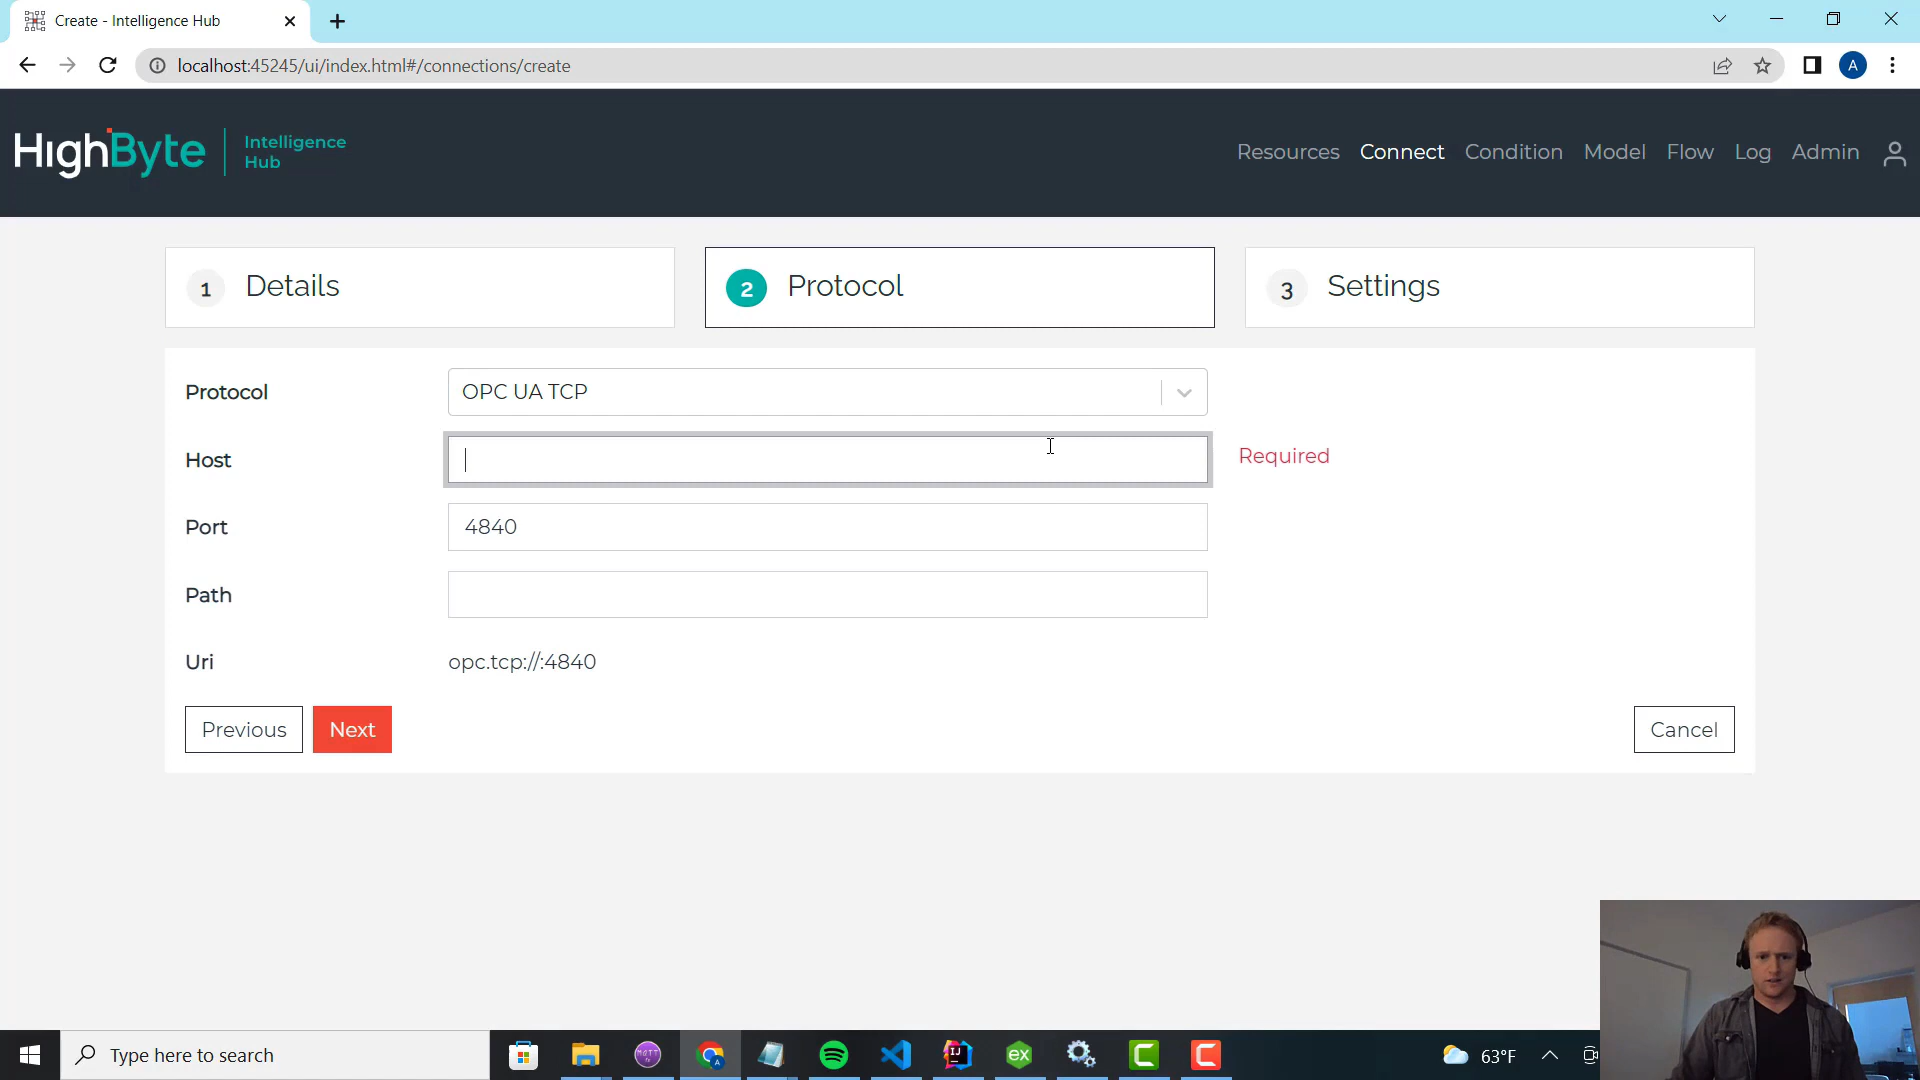 Create - Intelligence Hub
localhost:45245/ui/index.html#/connections/create
A
HighByte
Intelligence
Hub
Resources Connect Condition Model Flow Log Admin
1 Details
2 Protocol
3 Settings
Protocol
OPC UA TCP
Host
Required
Port
4840
Path
Uri
opc.tcp://:4840
Previous
Next
Cancel
Type here to search
A
IJ
ex
C
C
63°F